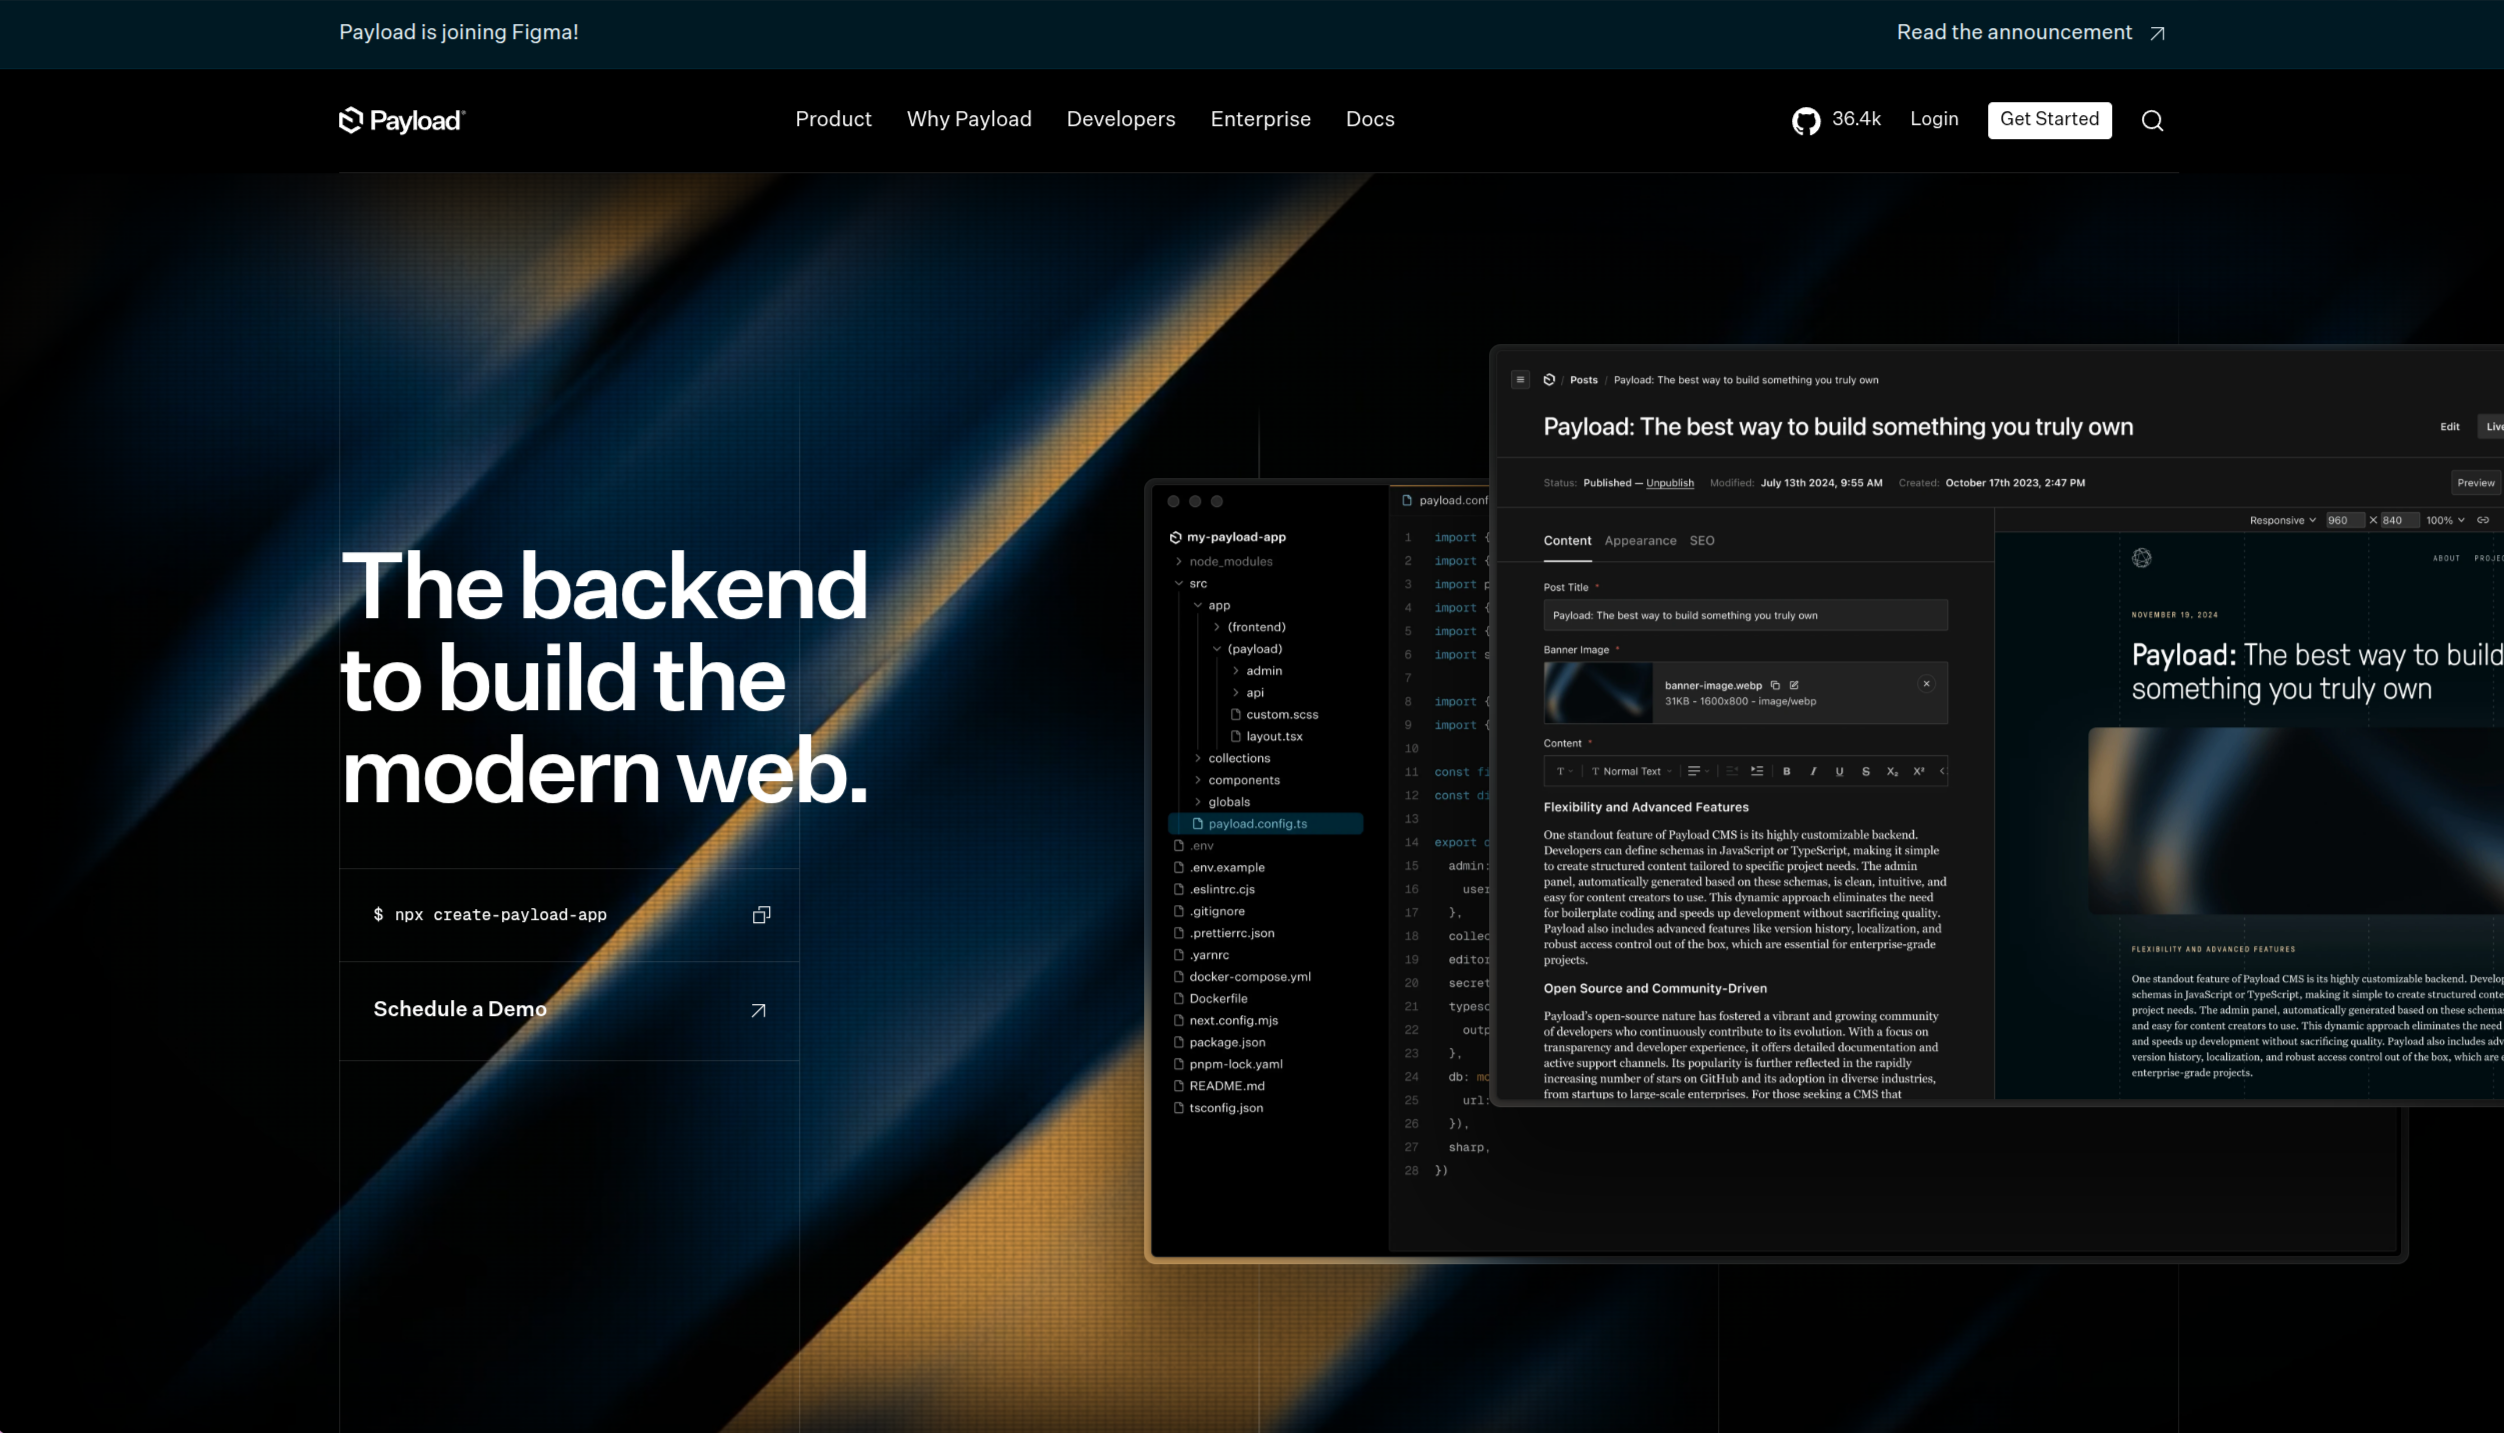 Payload is joining Figma!
Read the announcement
Payload
Product
Why Payload
Developers
Enterprise
Docs
36.4k
Login
Get Started
The backend
to build the
modern web.
$ npx create-payload-app
Schedule a Demo
my-payload-app
node_modules
src
app
(frontend)
(payload)
admin
api
custom.scss
layout.tsx
collections
components
globals
payload.config.ts
.env
.env.example
.eslintrc.cjs
.gitignore
.prettierrc.json
.yarnrc
docker-compose.yml
Dockerfile
next.config.mjs
package.json
pnpm-lock.yaml
README.md
tsconfig.json
payload.conf
1 import {
2 import {
3 import p
4 import {
5 import {
6 import s
7
8 import {
9 import {
10
11 const fi
12 const di
13
14 export d
15 admin:
16 user
17 },
18 collec
19 editor
20 secret
21 typesc
22 outp
23 },
24 db: mo
25 url:
26 }),
27 sharp,
28 })
/ Posts / Payload: The best way to build something you truly own
Payload: The best way to build something you truly own
Edit
Live
Status: Published — Unpublish Modified: July 13th 2024, 9:55 AM Created: October 17th 2023, 2:47 PM
Preview
Content Appearance SEO
Post Title *
Payload: The best way to build something you truly own
Banner Image *
banner-image.webp
31KB - 1600x800 - image/webp
Content *
T T Normal Text B I U S X₂ X²
Flexibility and Advanced Features
One standout feature of Payload CMS is its highly customizable backend.
Developers can define schemas in JavaScript or TypeScript, making it simple
to create structured content tailored to specific project needs. The admin
panel, automatically generated based on these schemas, is clean, intuitive, and
easy for content creators to use. This dynamic approach eliminates the need
for boilerplate coding and speeds up development without sacrificing quality.
Payload also includes advanced features like version history, localization, and
robust access control out of the box, which are essential for enterprise-grade
projects.
Open Source and Community-Driven
Payload's open-source nature has fostered a vibrant and growing community
of developers who continuously contribute to its evolution. With a focus on
transparency and developer experience, it offers detailed documentation and
active support channels. Its popularity is further reflected in the rapidly
increasing number of stars on GitHub and its adoption in diverse industries,
from startups to large-scale enterprises. For those seeking a CMS that
Responsive 960 × 840 100%
ABOUT PROJEC
NOVEMBER 19, 2024
Payload: The best way to build
something you truly own
FLEXIBILITY AND ADVANCED FEATURES
One standout feature of Payload CMS is its highly customizable backend. Develop
schemas in JavaScript or TypeScript, making it simple to create structured conte
project needs. The admin panel, automatically generated based on these schemas
and easy for content creators to use. This dynamic approach eliminates the need
and speeds up development without sacrificing quality. Payload also includes adv
version history, localization, and robust access control out of the box, which are e
enterprise-grade projects.